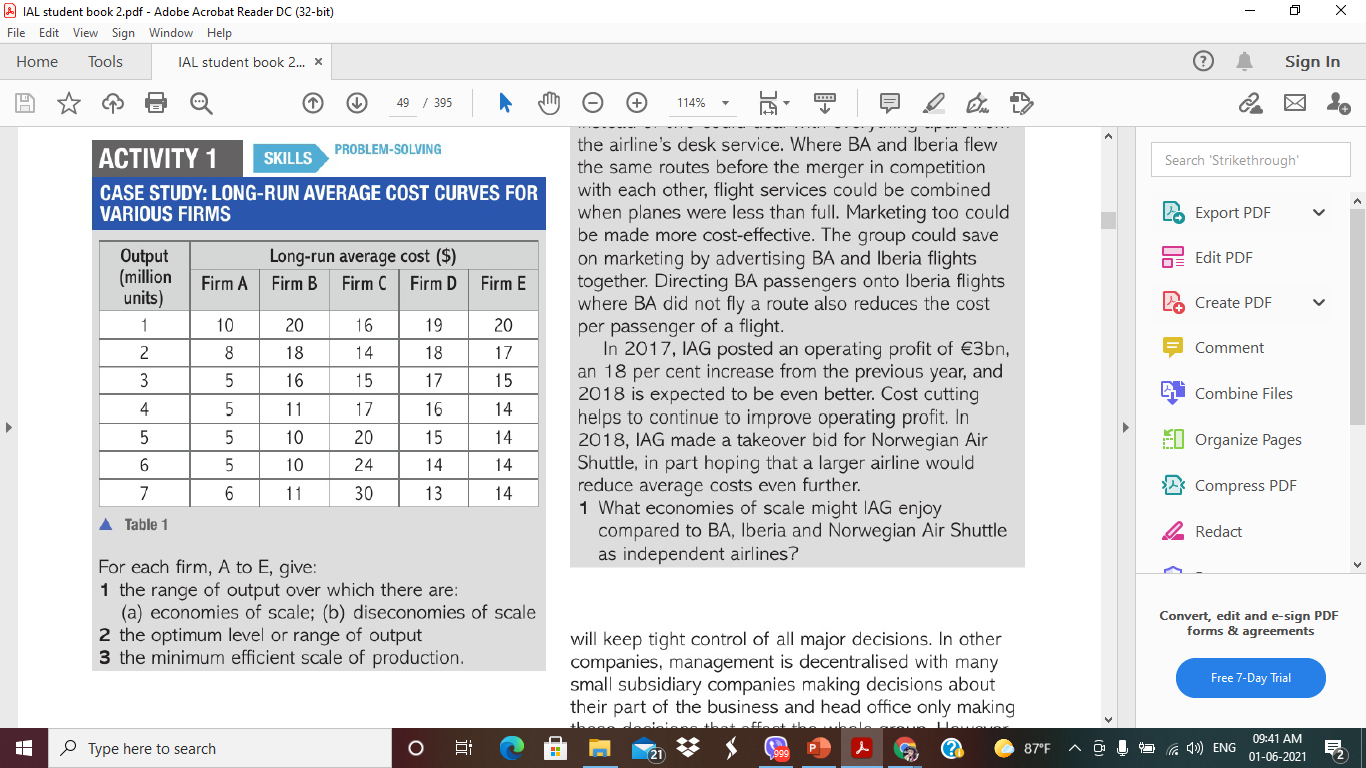 IAL student book 2.pdf - Adobe Acrobat Reader DC (32-bit)
File Edit View Sign Window Help
Home Tools IAL student book 2... ×
Sign In
49 / 395
114%
ACTIVITY 1 SKILLS PROBLEM-SOLVING
CASE STUDY: LONG-RUN AVERAGE COST CURVES FOR
VARIOUS FIRMS
Output
(million
units)
Long-run average cost ($)
Firm A Firm B Firm C Firm D Firm E
1 10 20 16 19 20
2 8 18 14 18 17
3 5 16 15 17 15
4 5 11 17 16 14
5 5 10 20 15 14
6 5 10 24 14 14
7 6 11 30 13 14
Table 1
For each firm, A to E, give:
1 the range of output over which there are:
(a) economies of scale; (b) diseconomies of scale
2 the optimum level or range of output
3 the minimum efficient scale of production.
the airline's desk service. Where BA and Iberia flew
the same routes before the merger in competition
with each other, flight services could be combined
when planes were less than full. Marketing too could
be made more cost-effective. The group could save
on marketing by advertising BA and Iberia flights
together. Directing BA passengers onto Iberia flights
where BA did not fly a route also reduces the cost
per passenger of a flight.
In 2017, IAG posted an operating profit of €3bn,
an 18 per cent increase from the previous year, and
2018 is expected to be even better. Cost cutting
helps to continue to improve operating profit. In
2018, IAG made a takeover bid for Norwegian Air
Shuttle, in part hoping that a larger airline would
reduce average costs even further.
1 What economies of scale might IAG enjoy
compared to BA, Iberia and Norwegian Air Shuttle
as independent airlines?
will keep tight control of all major decisions. In other
companies, management is decentralised with many
small subsidiary companies making decisions about
their part of the business and head office only making
Search 'Strikethrough'
Export PDF
Edit PDF
Create PDF
Comment
Combine Files
Organize Pages
Compress PDF
Redact
Convert, edit and e-sign PDF
forms & agreements
Free 7-Day Trial
Type here to search
21
999
87°F
ENG
09:41 AM
01-06-2021
2